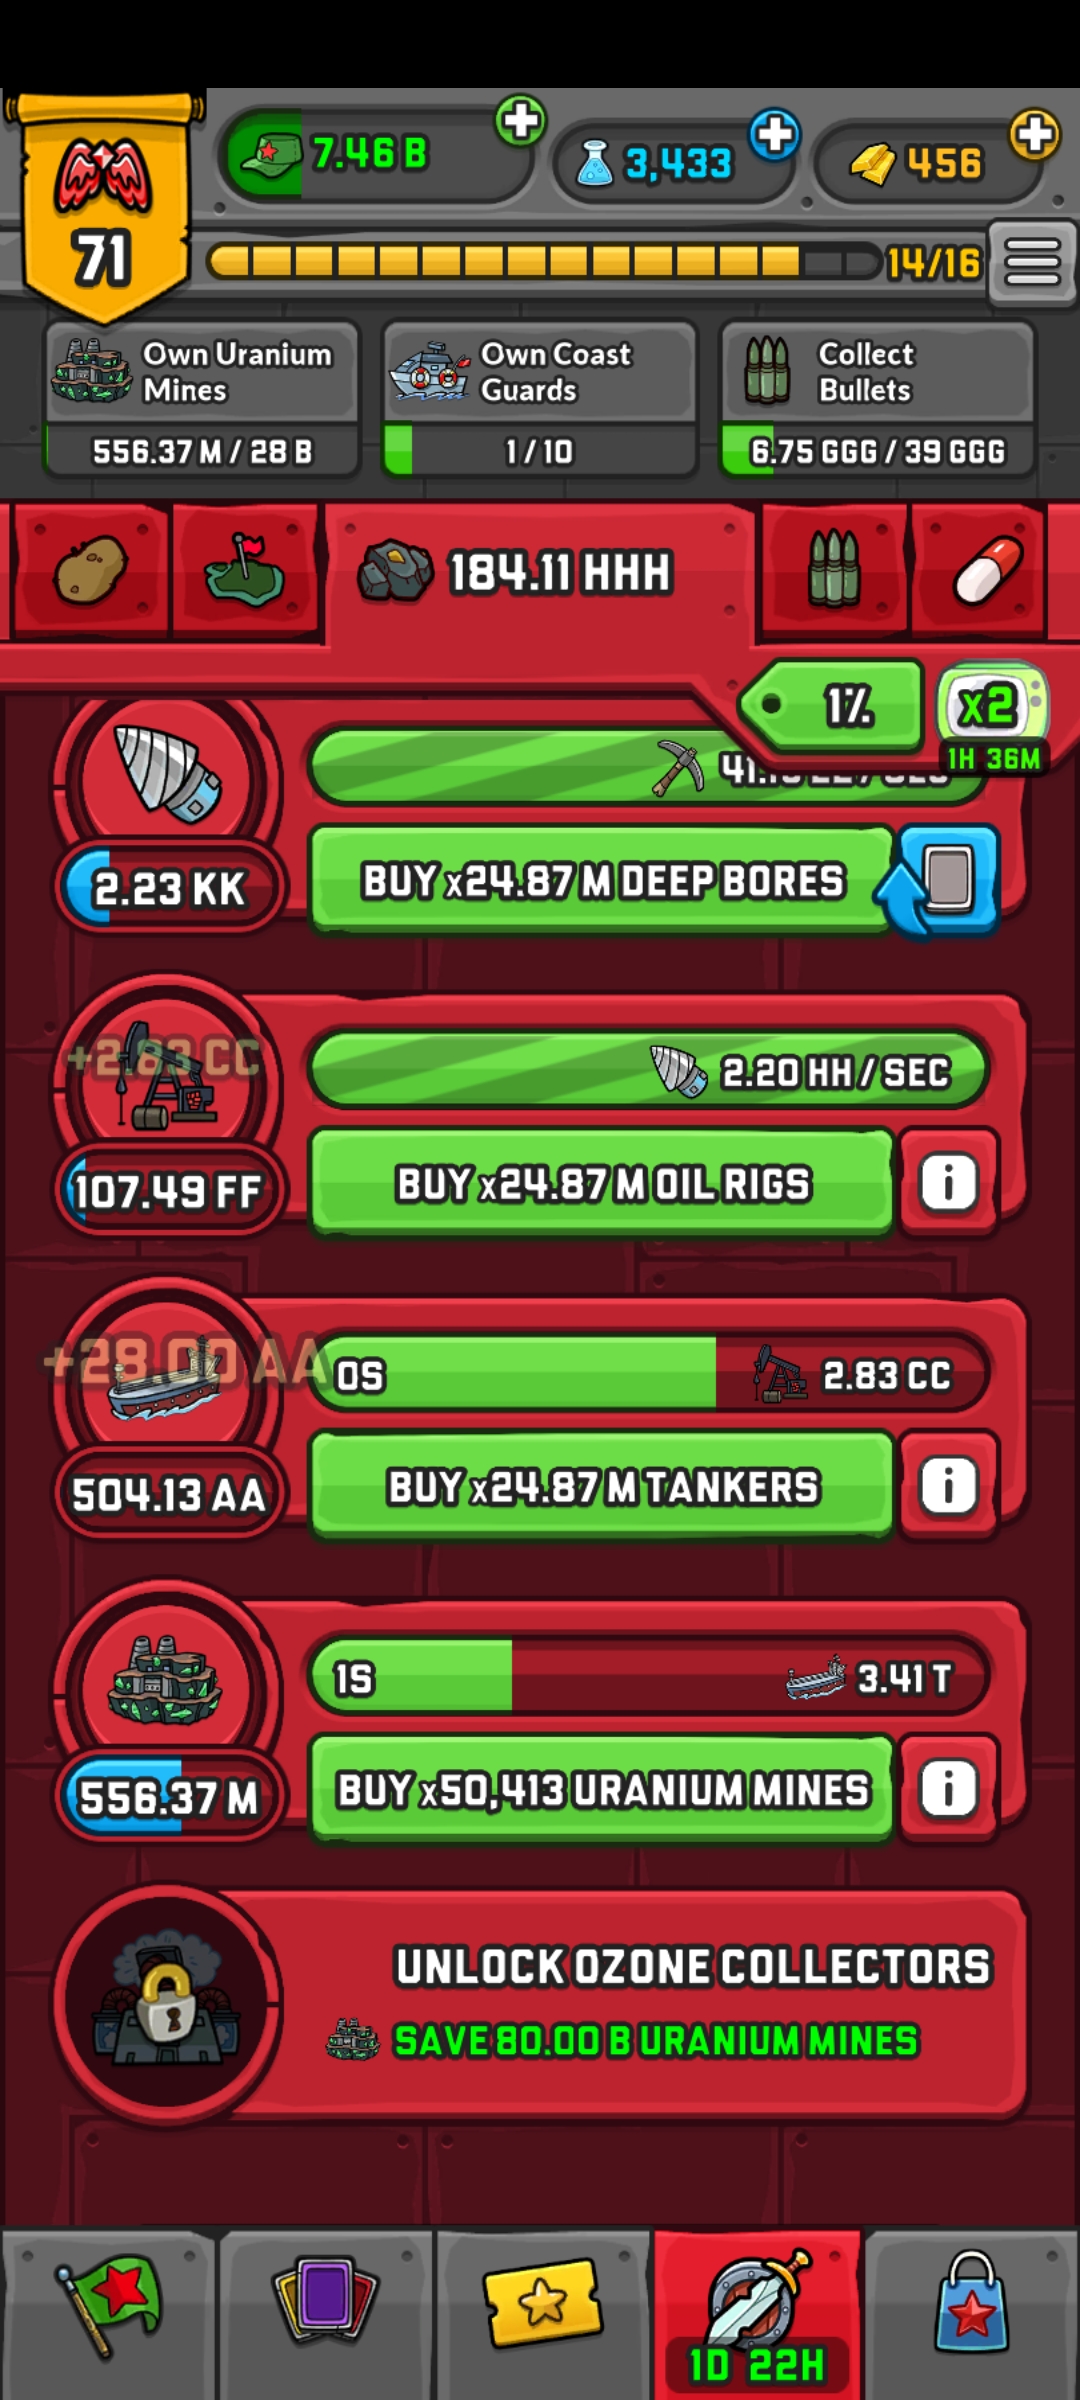 7.46 B
3,433
456
71
14/16
Own Uranium
Mines
Own Coast
Guards
Collect
Bullets
556.37 M / 28 B
1 / 10
6.75 GGG / 39 GGG
184.11 HHH
1%
x2
1H 36M
2.23 KK
BUY x24.87 M DEEP BORES
+2.83 CC
2.20 HH / SEC
107.49 FF
BUY x24.87 M OIL RIGS
i
+28.00 AA
0S
2.83 CC
504.13 AA
BUY x24.87 M TANKERS
i
1S
3.41 T
556.37 M
BUY x50,413 URANIUM MINES
i
UNLOCK OZONE COLLECTORS
SAVE 80.00 B URANIUM MINES
1D 22H